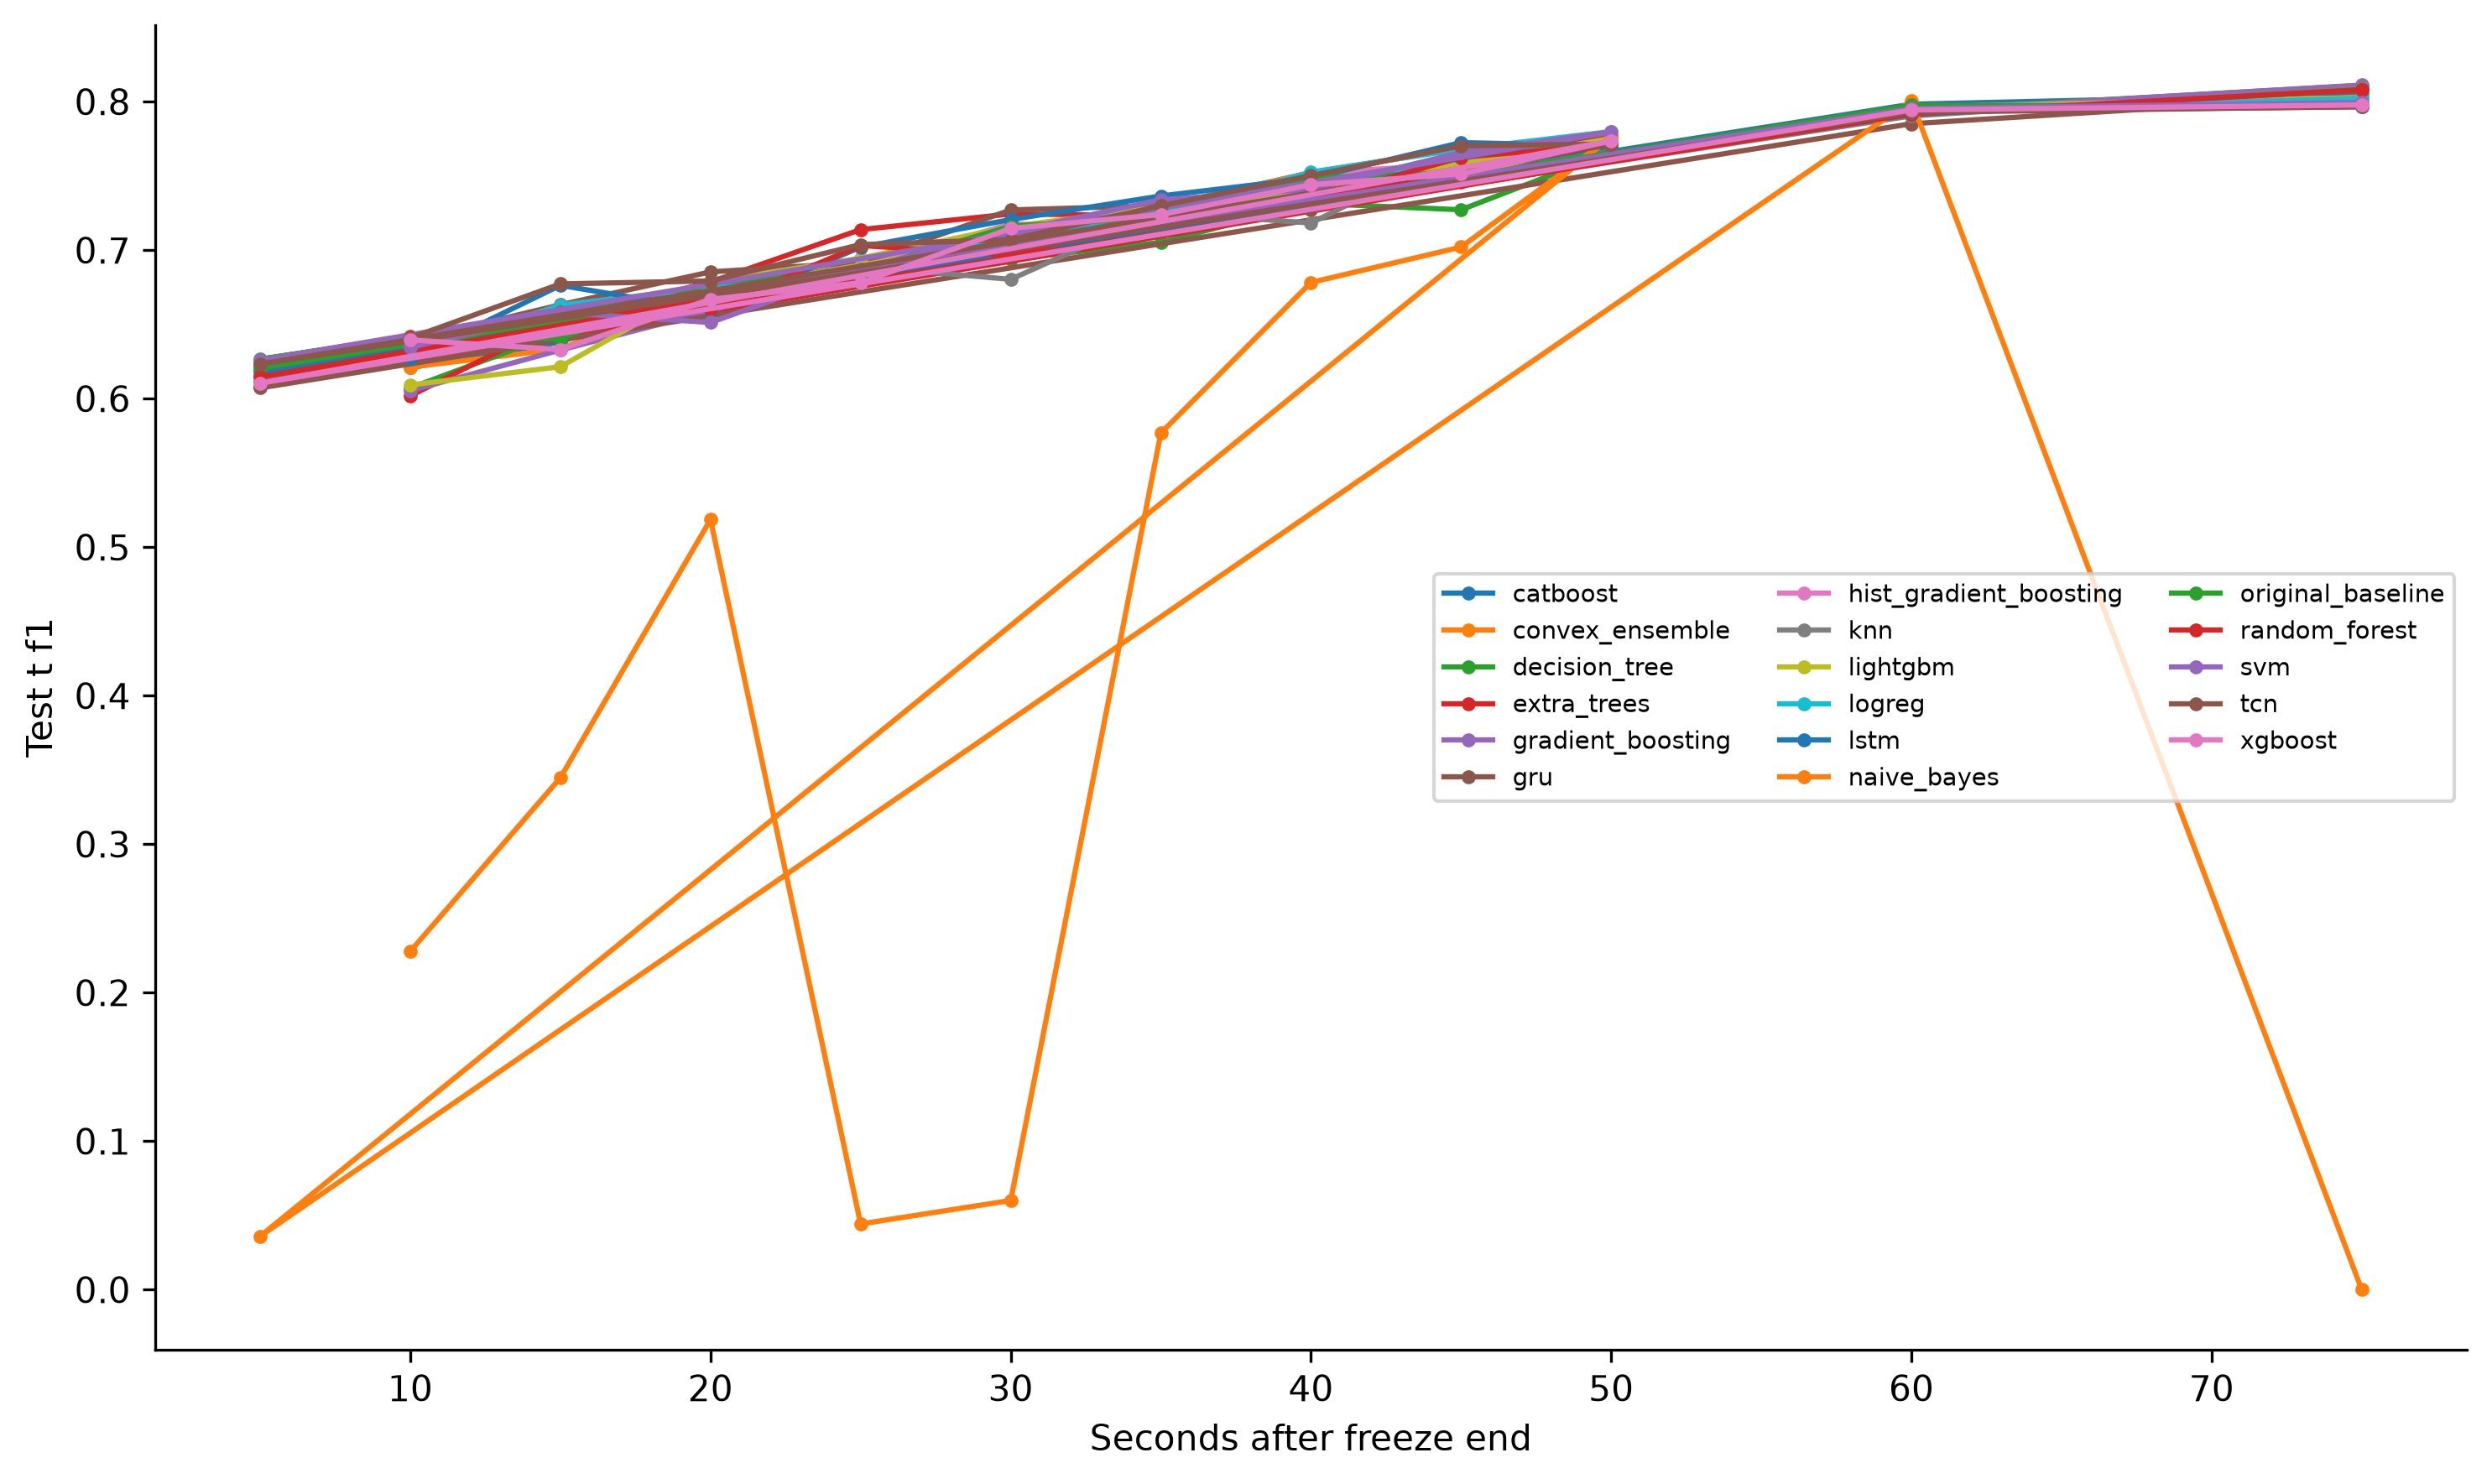 0.8
0.7
0.6
0.5
0.4
0.3
0.2
0.1
0.0
Test t f1
catboost
convex_ensemble
decision_tree
extra_trees
gradient_boosting
gru
hist_gradient_boosting
knn
lightgbm
logreg
lstm
naive_bayes
original_baseline
random_forest
svm
tcn
xgboost
10 20 30 40 50 60 70
Seconds after freeze end